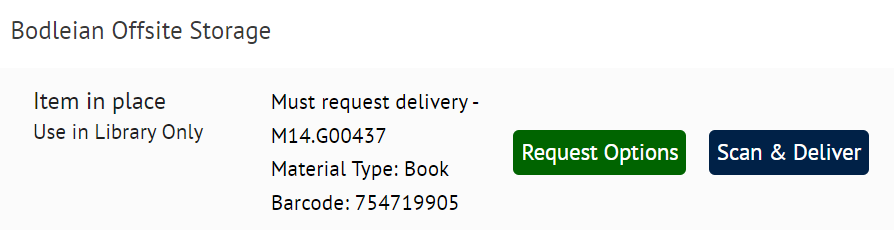 Bodleian Offsite Storage
Item in place
Use in Library Only
Must request delivery -
M14.G00437
Material Type: Book
Barcode: 754719905
Request Options
Scan & Deliver